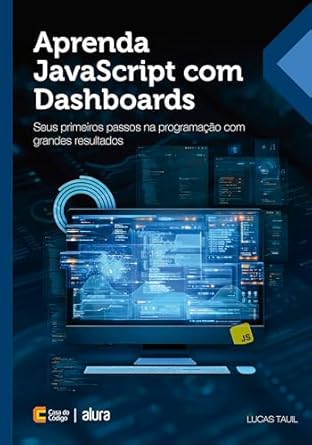 Aprenda
JavaScript com
Dashboards
Seus primeiros passos na programação com
grandes resultados
JS
Casa do
Código
alura
LUCAS TAUIL